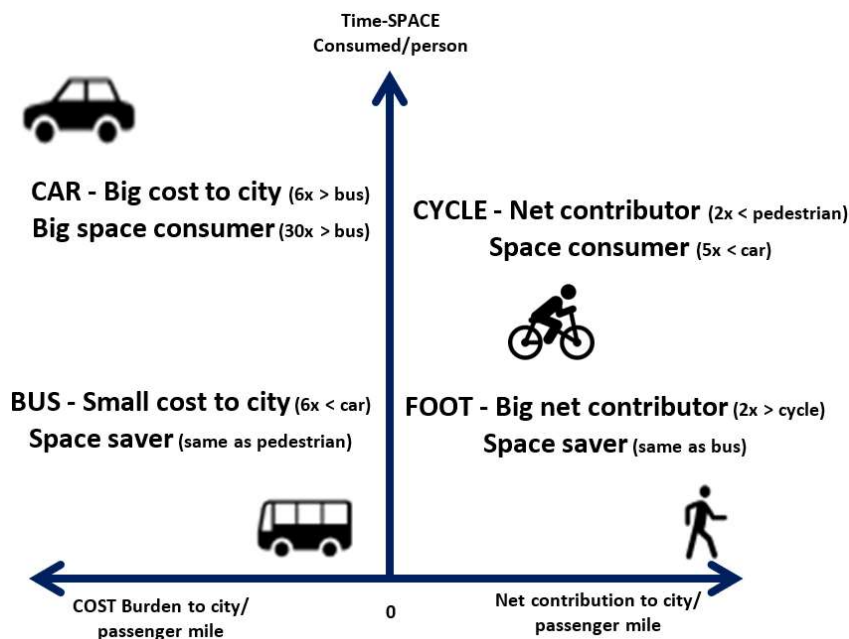 Time-SPACE
Consumed/person
CAR - Big cost to city (6x > bus)
Big space consumer (30x > bus)
CYCLE - Net contributor (2x < pedestrian)
Space consumer (5x < car)
BUS - Small cost to city (6x < car)
Space saver (same as pedestrian)
FOOT - Big net contributor (2x > cycle)
Space saver (same as bus)
COST Burden to city/
passenger mile
0
Net contribution to city/
passenger mile